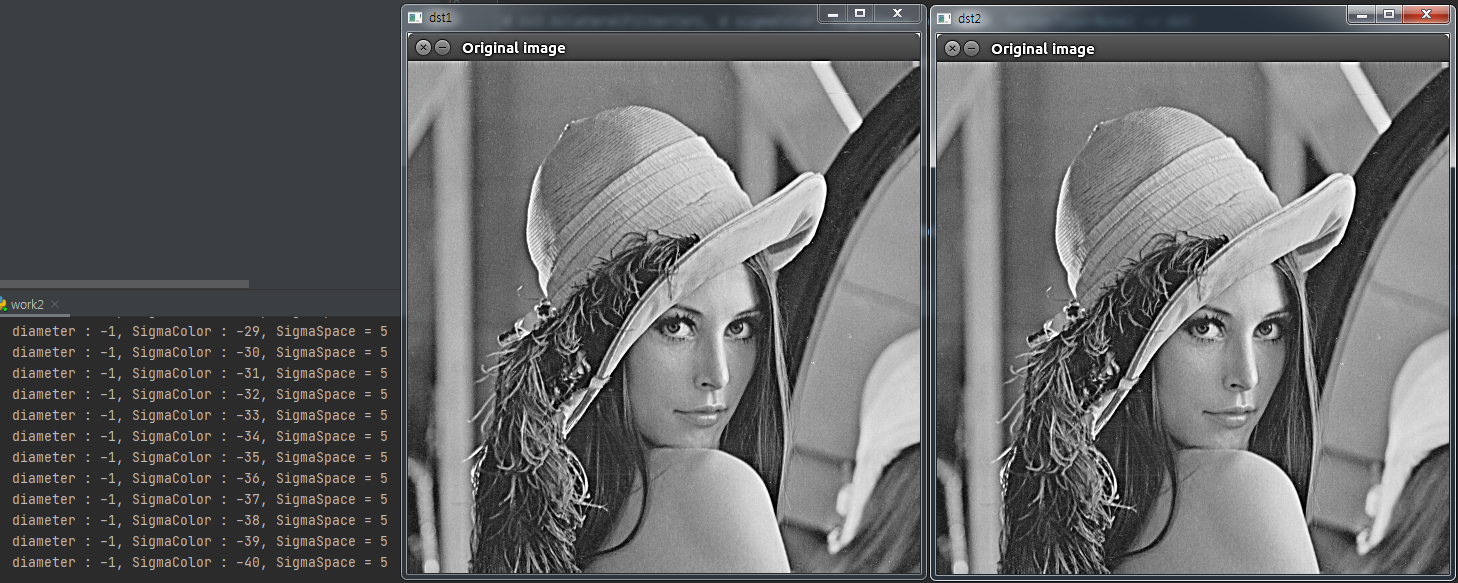 dst1
Original image
dst2
Original image
work2
diameter : -1, SigmaColor : -29, SigmaSpace = 5
diameter : -1, SigmaColor : -30, SigmaSpace = 5
diameter : -1, SigmaColor : -31, SigmaSpace = 5
diameter : -1, SigmaColor : -32, SigmaSpace = 5
diameter : -1, SigmaColor : -33, SigmaSpace = 5
diameter : -1, SigmaColor : -34, SigmaSpace = 5
diameter : -1, SigmaColor : -35, SigmaSpace = 5
diameter : -1, SigmaColor : -36, SigmaSpace = 5
diameter : -1, SigmaColor : -37, SigmaSpace = 5
diameter : -1, SigmaColor : -38, SigmaSpace = 5
diameter : -1, SigmaColor : -39, SigmaSpace = 5
diameter : -1, SigmaColor : -40, SigmaSpace = 5